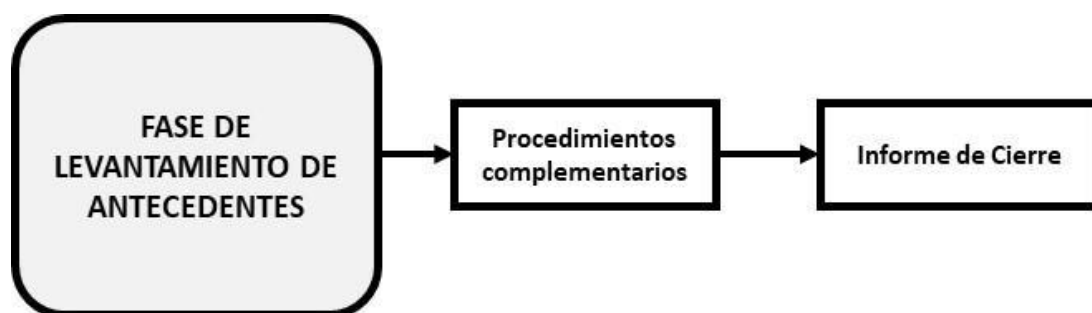 FASE DE
LEVANTAMIENTO DE
ANTECEDENTES
Procedimientos
complementarios
Informe de Cierre